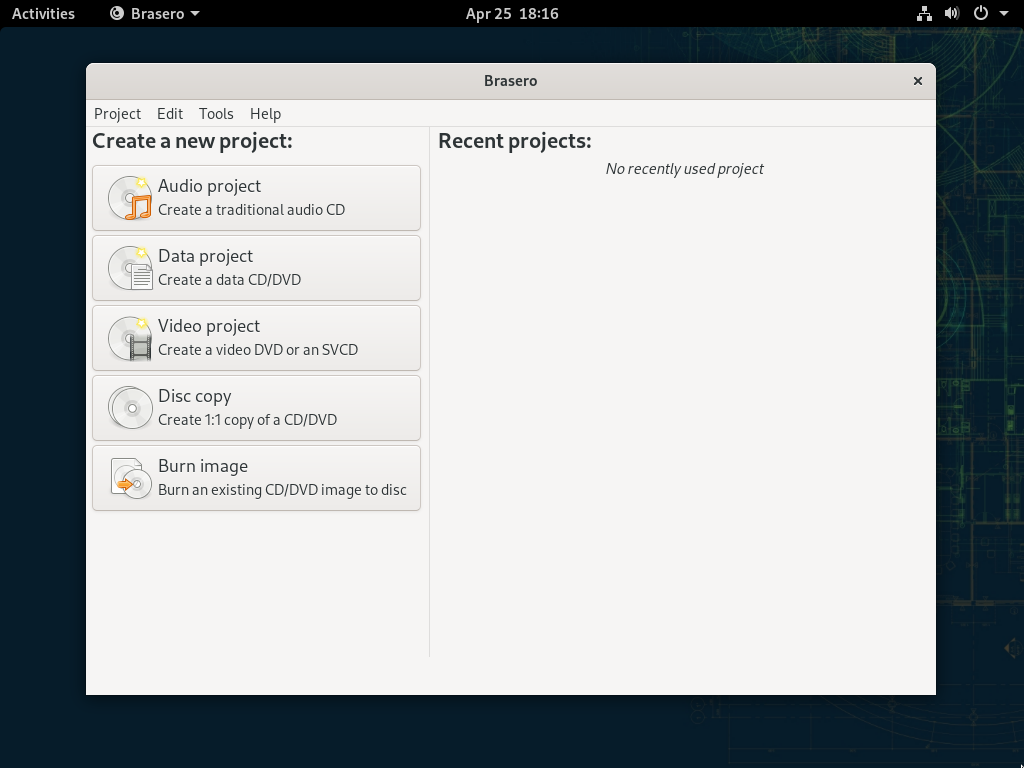 Activities Brasero Apr 25 18:16
Brasero
Project Edit Tools Help
Create a new project:
Audio project
Create a traditional audio CD
Data project
Create a data CD/DVD
Video project
Create a video DVD or an SVCD
Disc copy
Create 1:1 copy of a CD/DVD
Burn image
Burn an existing CD/DVD image to disc
Recent projects:
No recently used project